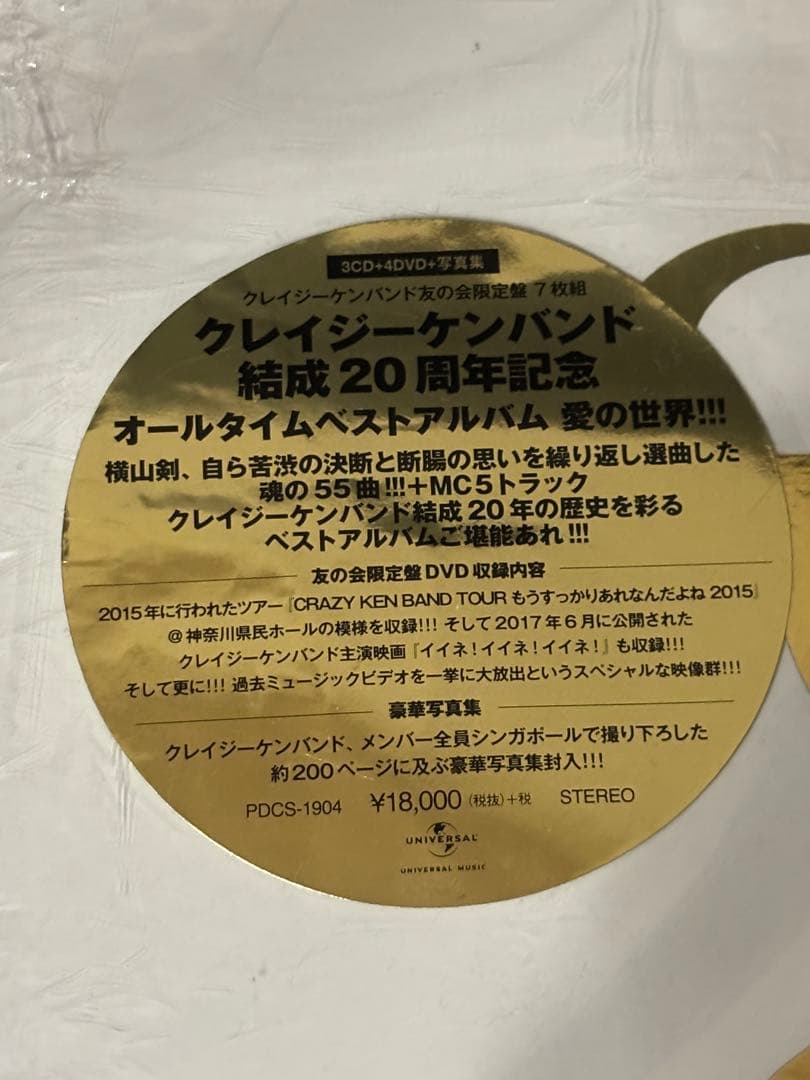 3CD+4DVD+写真集
クレイジーケンバンド友の会限定盤 7枚組
クレイジーケンバンド
結成20周年記念
オールタイムベストアルバム 愛の世界!!!
横山剣、自ら苦渋の決断と断腸の思いを繰り返し選曲した
魂の55曲!!!+MC5トラック
クレイジーケンバンド結成20年の歴史を彩る
ベストアルバムご堪能あれ!!!
友の会限定盤DVD収録内容
2015年に行われたツアー『CRAZY KEN BAND TOUR もうすっかりあれなんだよね 2015』
@神奈川県民ホールの模様を収録!!! そして2017年6月に公開された
クレイジーケンバンド主演映画『イイネ!イイネ!イイネ!』も収録!!!
そして更に!!! 過去ミュージックビデオを一挙に大放出というスペシャルな映像群!!!
豪華写真集
クレイジーケンバンド、メンバー全員シンガポールで撮り下ろした
約200ページに及ぶ豪華写真集封入!!!
PDCS-1904 ¥18,000(税抜)+税 STEREO
UNIVERSAL
UNIVERSAL MUSIC